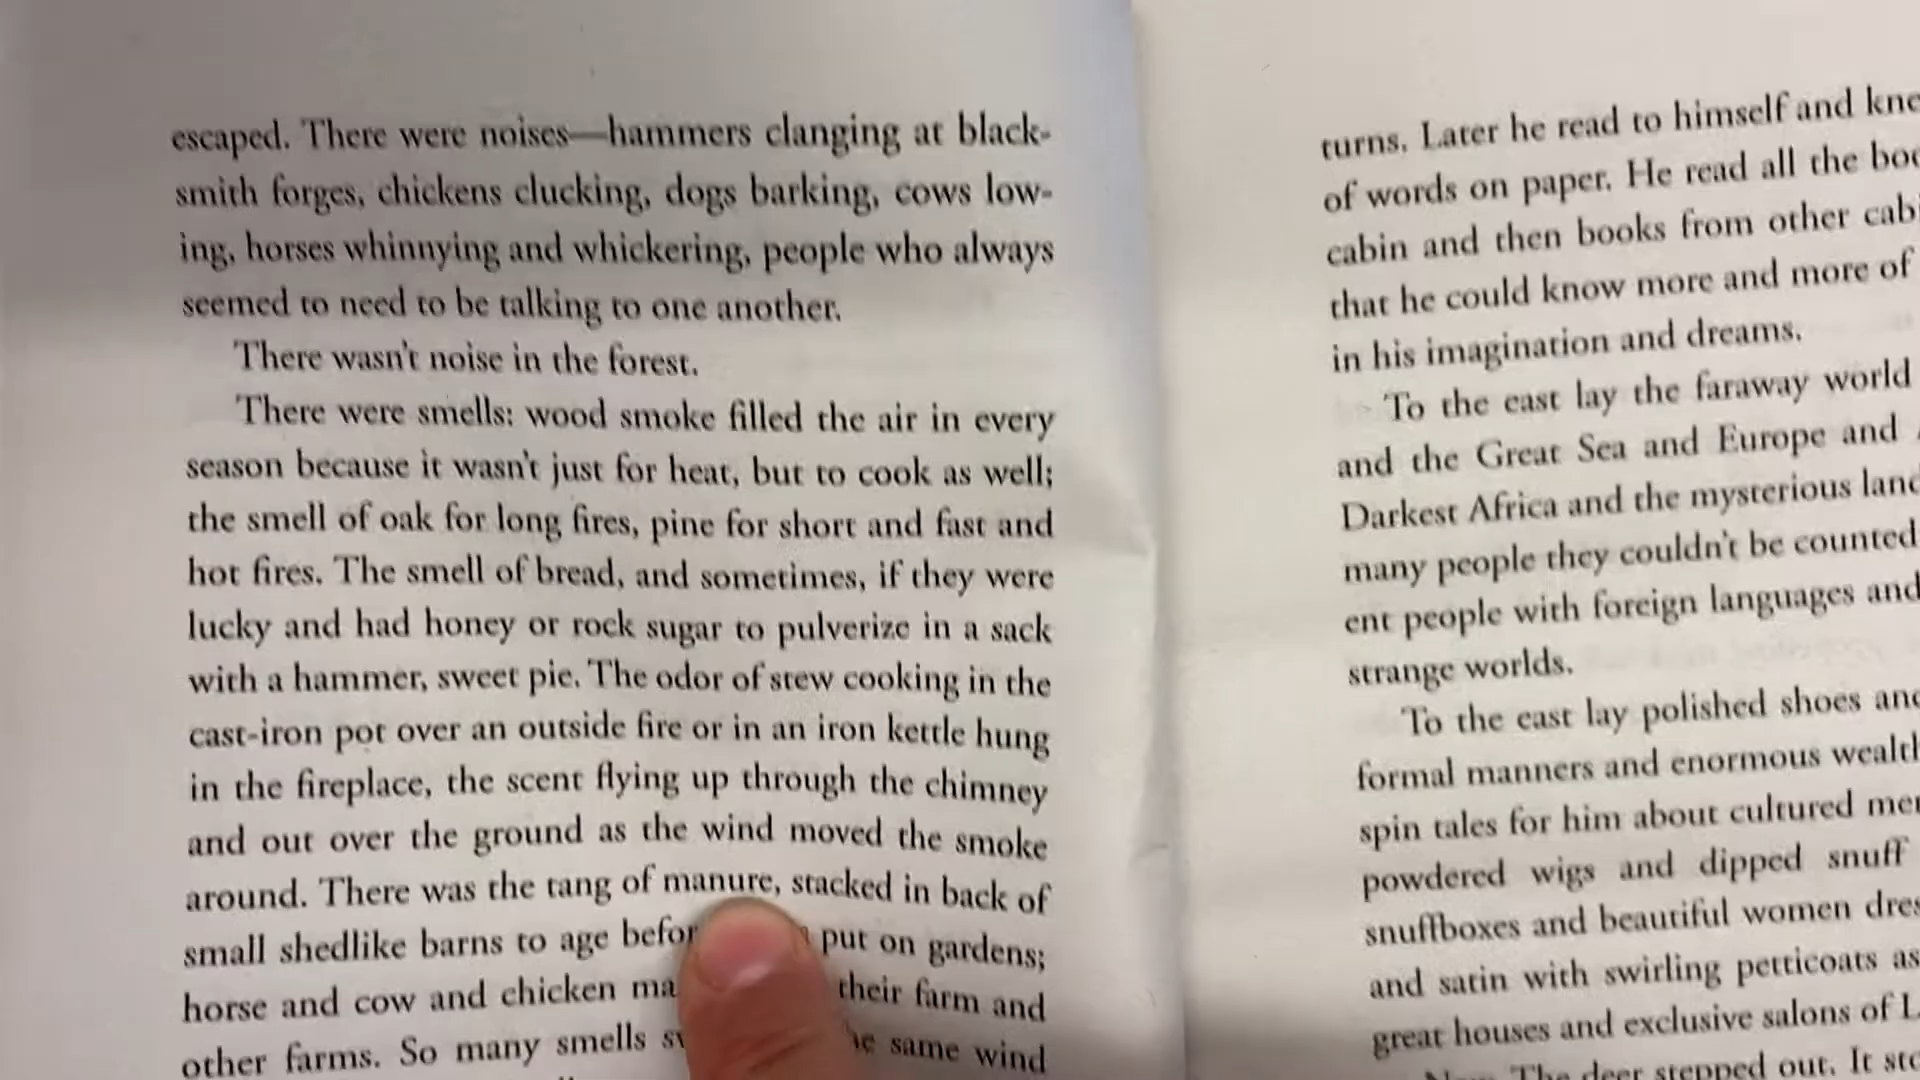 escaped. There were noises—hammers clanging at black-
smith forges, chickens clucking, dogs barking, cows low-
ing, horses whinnying and whickering, people who always
seemed to need to be talking to one another.
There wasn't noise in the forest.
There were smells: wood smoke filled the air in every
season because it wasn't just for heat, but to cook as well;
the smell of oak for long fires, pine for short and fast and
hot fires. The smell of bread, and sometimes, if they were
lucky and had honey or rock sugar to pulverize in a sack
with a hammer, sweet pie. The odor of stew cooking in the
cast-iron pot over an outside fire or in an iron kettle hung
in the fireplace, the scent flying up through the chimney
and out over the ground as the wind moved the smoke
around. There was the tang of manure, stacked in back of
small shedlike barns to age put on gardens;
horse and cow and chicken their farm and
other farms. So many smells same wind
turns. Later he read to himself and
of words on paper. He read all the
cabin and then books from other
that he could know more and more of
in his imagination and dreams.
To the east lay the faraway world
and the Great Sea and Europe and
Darkest Africa and the mysterious
many people they couldn't be counted
ent people with foreign languages and
strange worlds.
To the east lay polished shoes
formal manners and enormous
spin tales for him about cultured
powdered wigs and dipped snuff
snuffboxes and beautiful women
and satin with swirling petticoats as
great houses and exclusive salons of
The deer stepped out. It